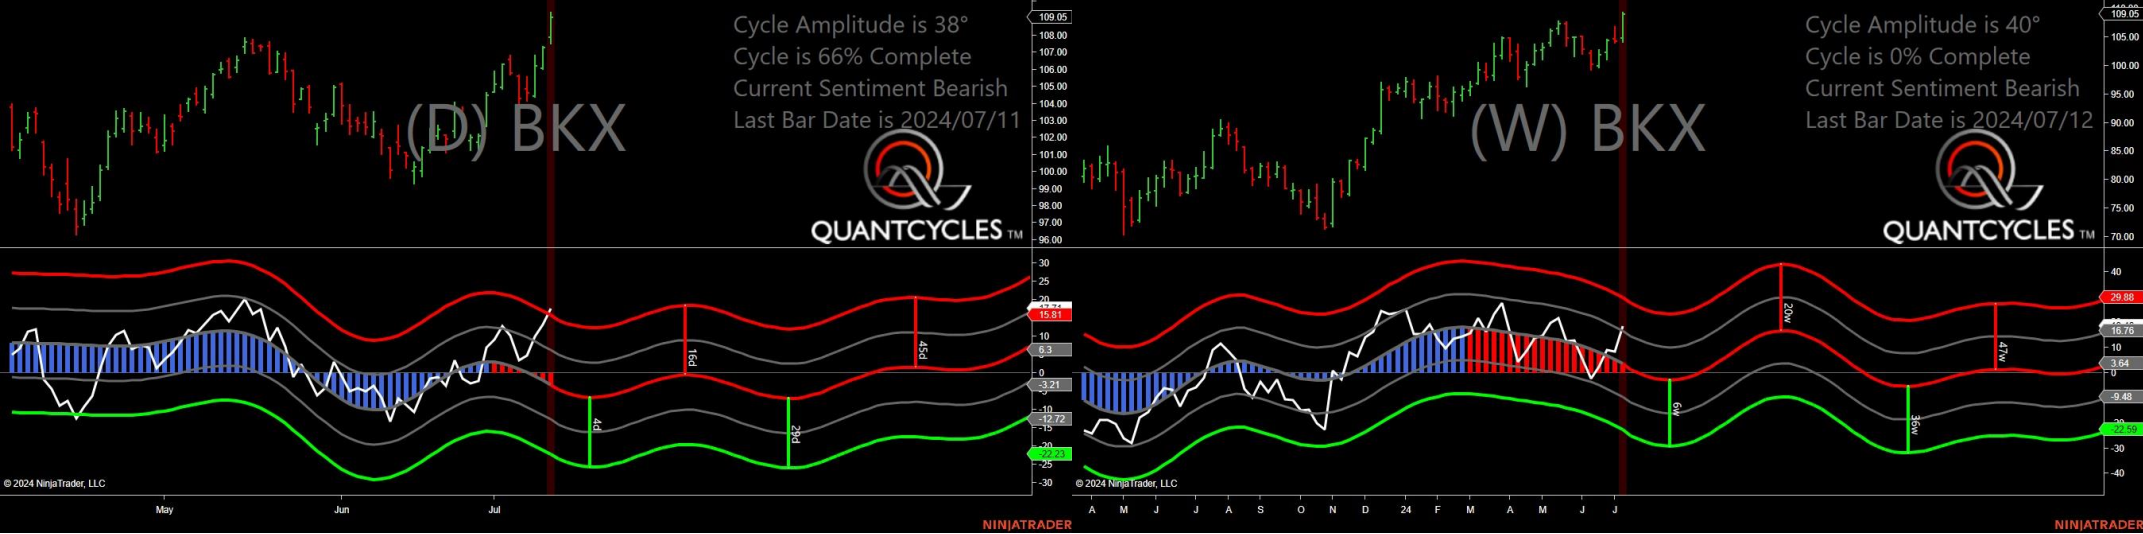 Cycle Amplitude is 38°
Cycle is 66% Complete
Current Sentiment Bearish
Last Bar Date is 2024/07/11
(D) BKX
QUANTCYCLES TM
109.05
108.00
107.00
106.00
105.00
104.00
103.00
102.00
101.00
100.00
99.00
98.00
97.00
96.00
30
25
20
15.81
10
6.3
0
-3.21
-5
-10
-12.72
-15
-20
-22.23
-25
-30
4d
16d
29d
45d
© 2024 NinjaTrader, LLC
May
Jun
Jul
NINJATRADER
Cycle Amplitude is 40°
Cycle is 0% Complete
Current Sentiment Bearish
Last Bar Date is 2024/07/12
(W) BKX
QUANTCYCLES TM
109.05
105.00
100.00
95.00
90.00
85.00
80.00
75.00
70.00
40
29.88
16.76
10
3.64
0
-9.48
-22.59
-30
-40
6w
20w
36w
47w
© 2024 NinjaTrader, LLC
A M J J A S O N D 24 F M A M J J
NINJATRADER